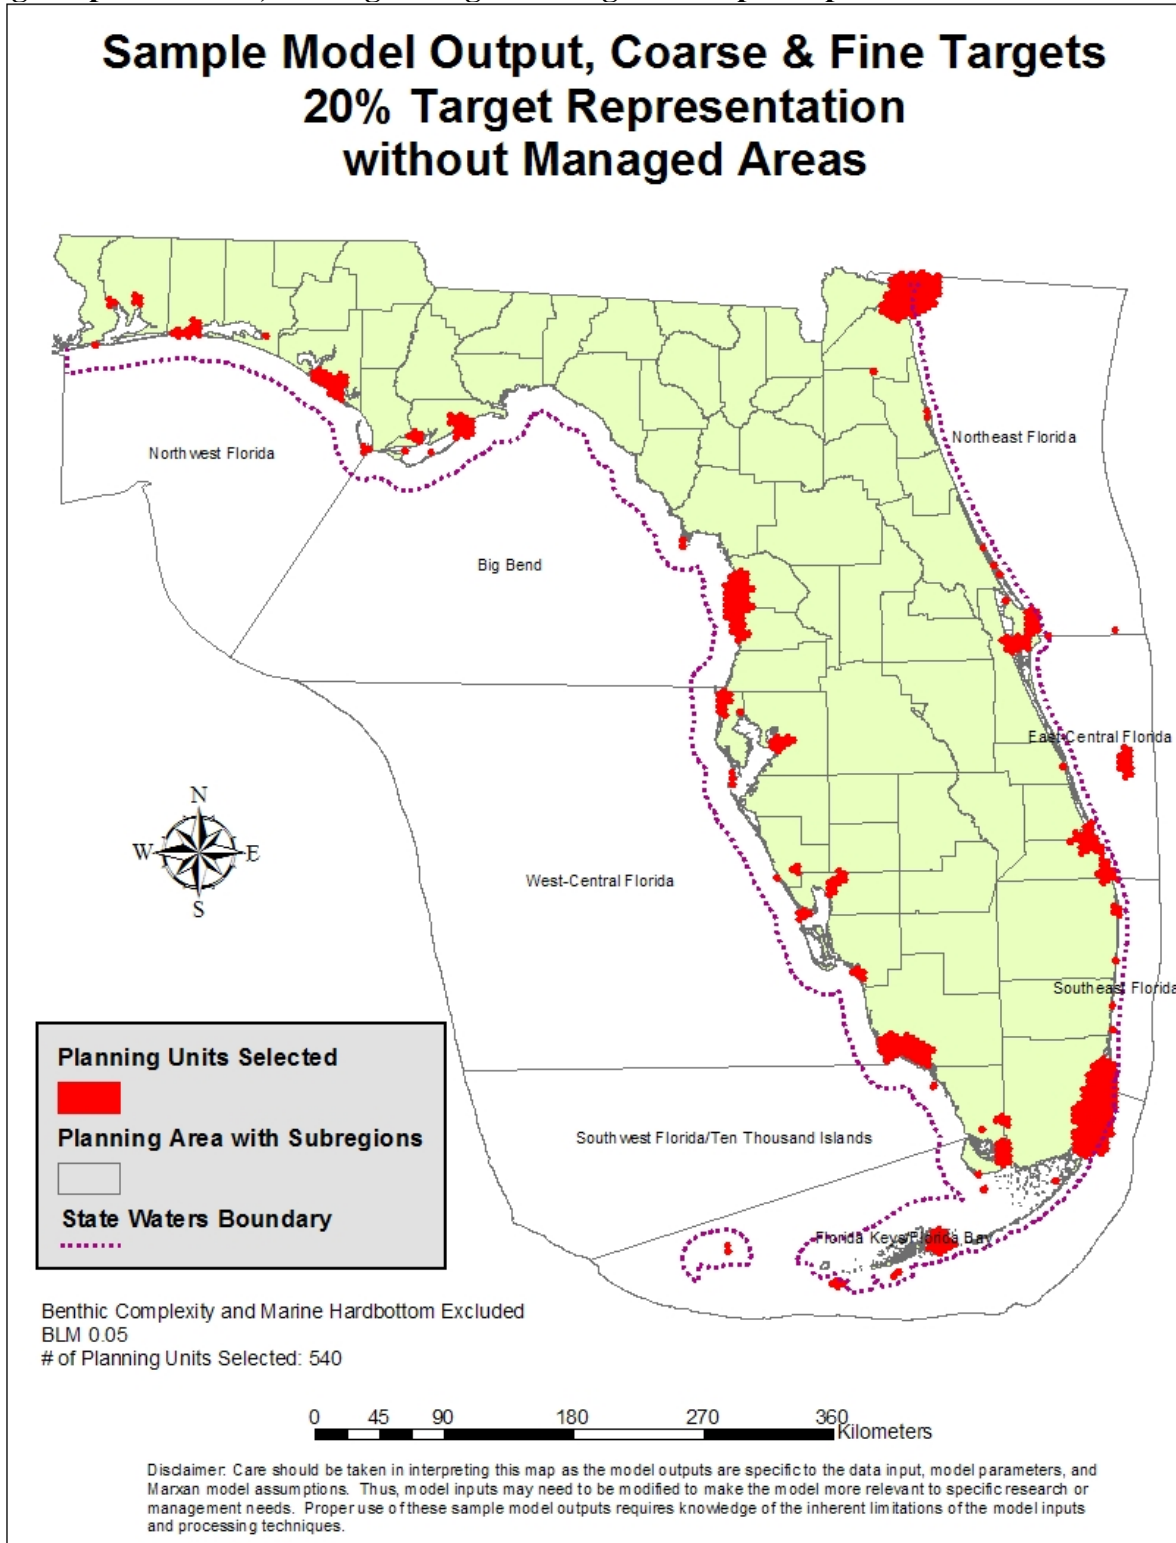 Sample Model Output, Coarse & Fine Targets
20% Target Representation
without Managed Areas
Northwest Florida
Northeast Florida
Big Bend
East-Central Florida
N
W
E
S
West-Central Florida
Southeast Florida
Planning Units Selected
Planning Area with Subregions
State Waters Boundary
Southwest Florida/Ten Thousand Islands
Florida Keys/Florida Bay
Benthic Complexity and Marine Hardbottom Excluded
BLM 0.05
# of Planning Units Selected: 540
0 45 90 180 270 360
Kilometers
Disclaimer: Care should be taken in interpreting this map as the model outputs are specific to the data input, model parameters, and
Marxan model assumptions. Thus, model inputs may need to be modified to make the model more relevant to specific research or
management needs. Proper use of these sample model outputs requires knowledge of the inherent limitations of the model inputs
and processing techniques.